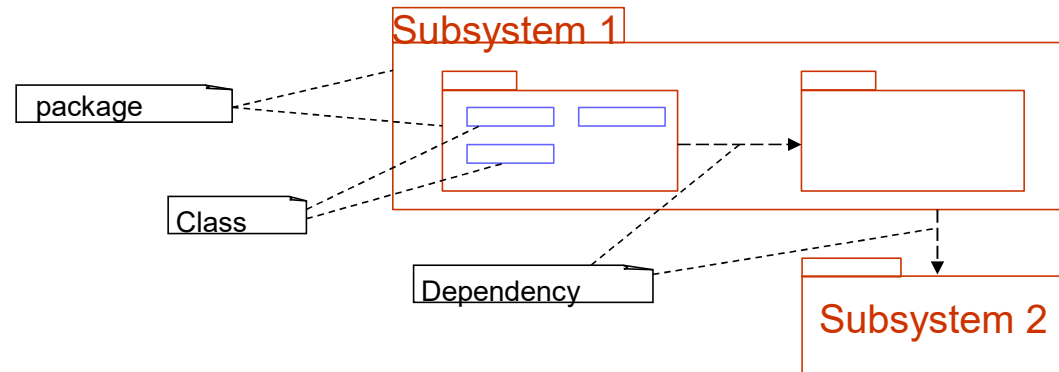 Subsystem 1
package
Class
Dependency
Subsystem 2